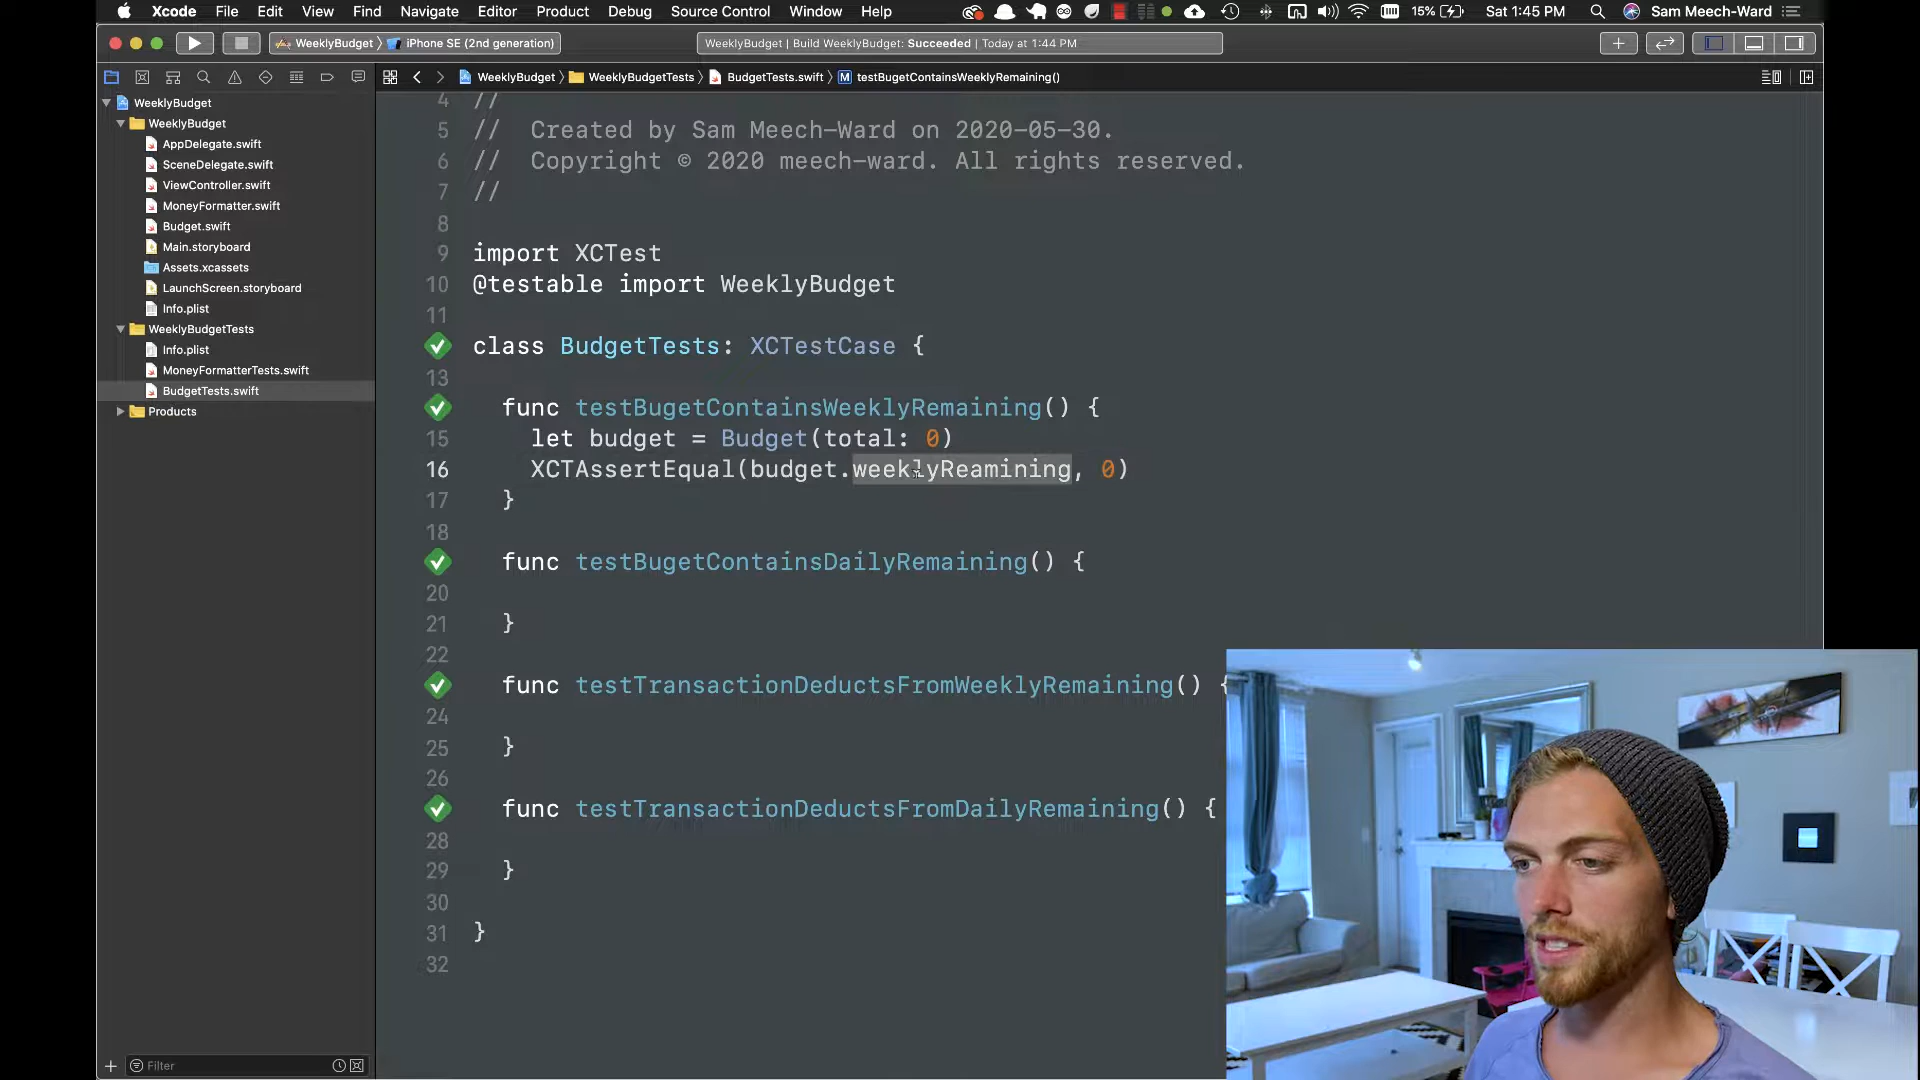 Xcode File Edit View Find Navigate Editor Product Debug Source Control Window Help 15% Sat 1:45 PM Sam Meech-Ward
WeeklyBudget iPhone SE (2nd generation) WeeklyBudget | Build WeeklyBudget: Succeeded | Today at 1:44 PM
WeeklyBudget WeeklyBudgetTests BudgetTests.swift M testBugetContainsWeeklyRemaining()
WeeklyBudget
WeeklyBudget
AppDelegate.swift
SceneDelegate.swift
ViewController.swift
MoneyFormatter.swift
Budget.swift
Main.storyboard
Assets.xcassets
LaunchScreen.storyboard
Info.plist
WeeklyBudgetTests
Info.plist
MoneyFormatterTests.swift
BudgetTests.swift
Products
Filter
4 //
5 // Created by Sam Meech-Ward on 2020-05-30.
6 // Copyright © 2020 meech-ward. All rights reserved.
7 //
8
9 import XCTest
10 @testable import WeeklyBudget
11
class BudgetTests: XCTestCase {
13
func testBugetContainsWeeklyRemaining() {
15 let budget = Budget(total: 0)
16 XCTAssertEqual(budget.weeklyReamining, 0)
17 }
18
func testBugetContainsDailyRemaining() {
20
21 }
22
func testTransactionDeductsFromWeeklyRemaining() {
24
25 }
26
func testTransactionDeductsFromDailyRemaining() {
28
29 }
30
31 }
32